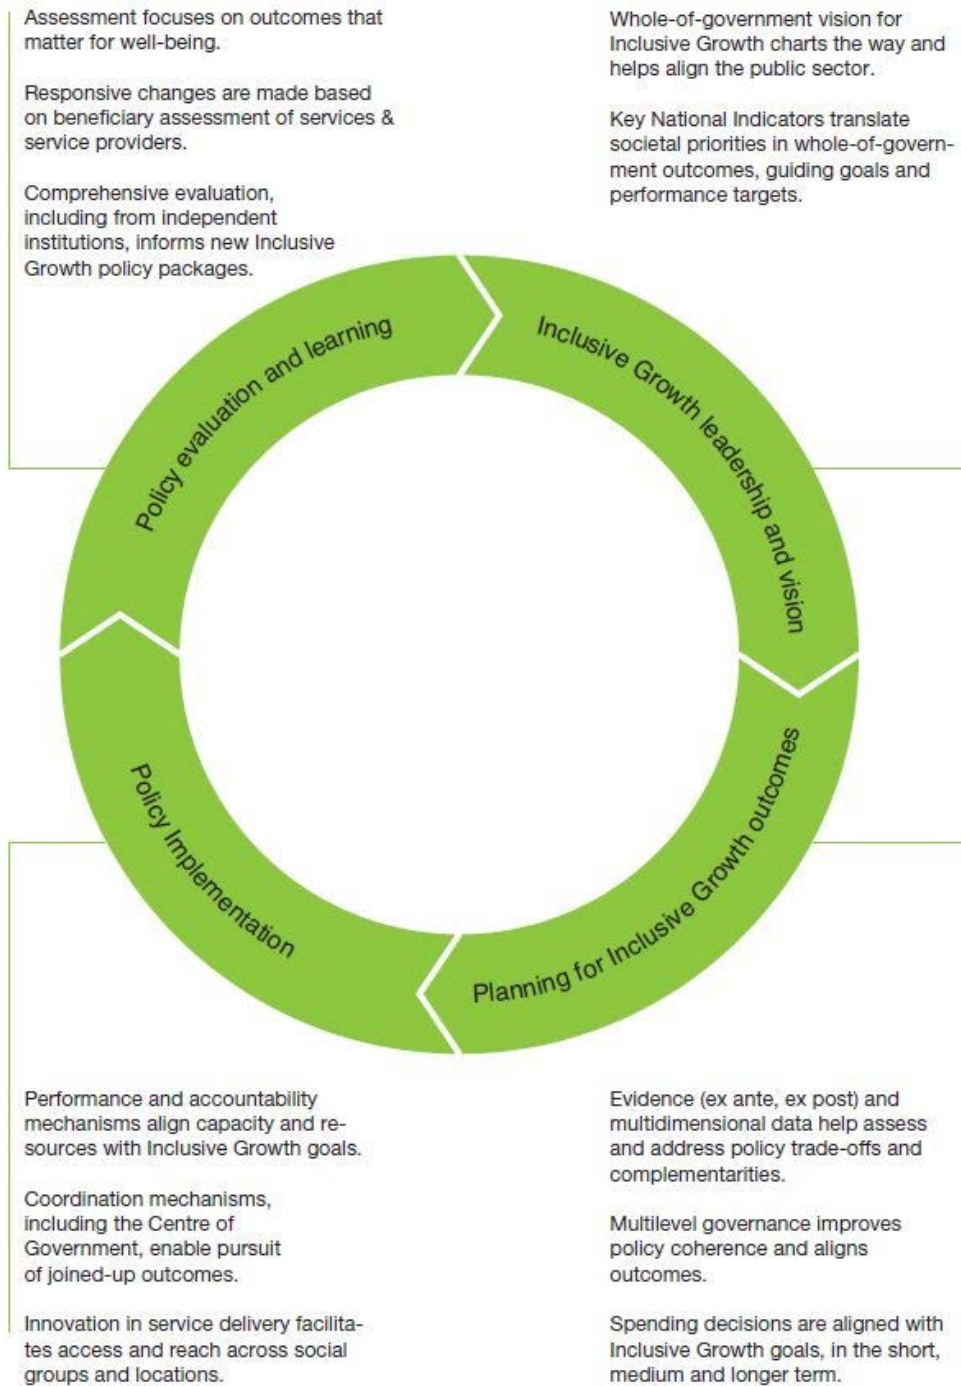 Assessment focuses on outcomes that
matter for well-being.
Responsive changes are made based
on beneficiary assessment of services &
service providers.
Comprehensive evaluation,
including from independent
institutions, informs new Inclusive
Growth policy packages.
Whole-of-government vision for
Inclusive Growth charts the way and
helps align the public sector.
Key National Indicators translate
societal priorities in whole-of-govern-
ment outcomes, guiding goals and
performance targets.
Policy evaluation and learning
Inclusive Growth leadership and vision
Policy Implementation
Planning for Inclusive Growth outcomes
Performance and accountability
mechanisms align capacity and re-
sources with Inclusive Growth goals.
Coordination mechanisms,
including the Centre of
Government, enable pursuit
of joined-up outcomes.
Innovation in service delivery facilita-
tes access and reach across social
groups and locations.
Evidence (ex ante, ex post) and
multidimensional data help assess
and address policy trade-offs and
complementarities.
Multilevel governance improves
policy coherence and aligns
outcomes.
Spending decisions are aligned with
Inclusive Growth goals, in the short,
medium and longer term.